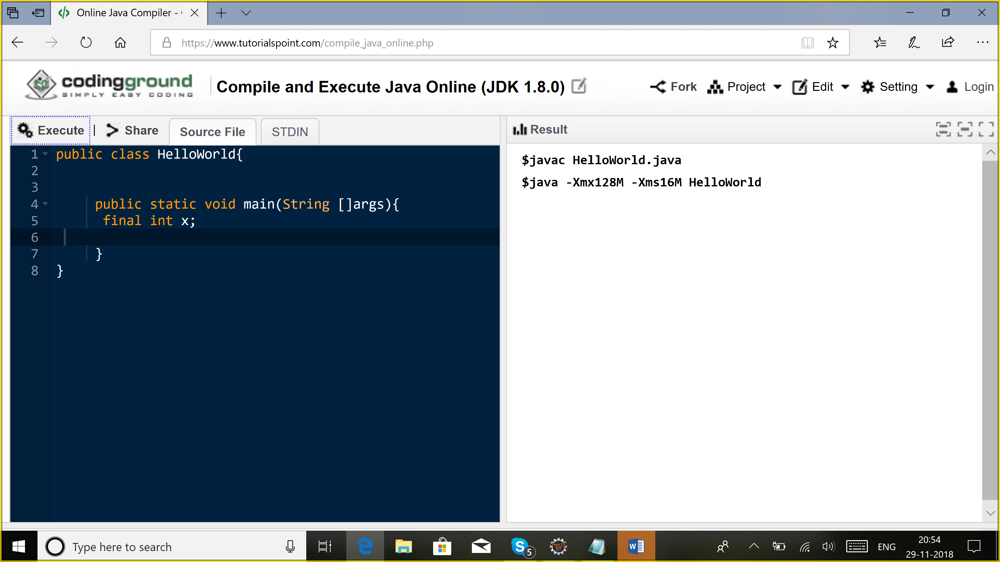 Online Java Compiler -
https://www.tutorialspoint.com/compile_java_online.php
codingground
SIMPLY EASY CODING
Compile and Execute Java Online (JDK 1.8.0)
Fork
Project
Edit
Setting
Login
Execute
|
Share
Source File
STDIN
Result
1 public class HelloWorld{
2
3
4 public static void main(String []args){
5 final int x;
6
7 }
8 }
$javac HelloWorld.java
$java -Xmx128M -Xms16M HelloWorld
Type here to search
5
Java EE
IDE
ENG
20:54
29-11-2018